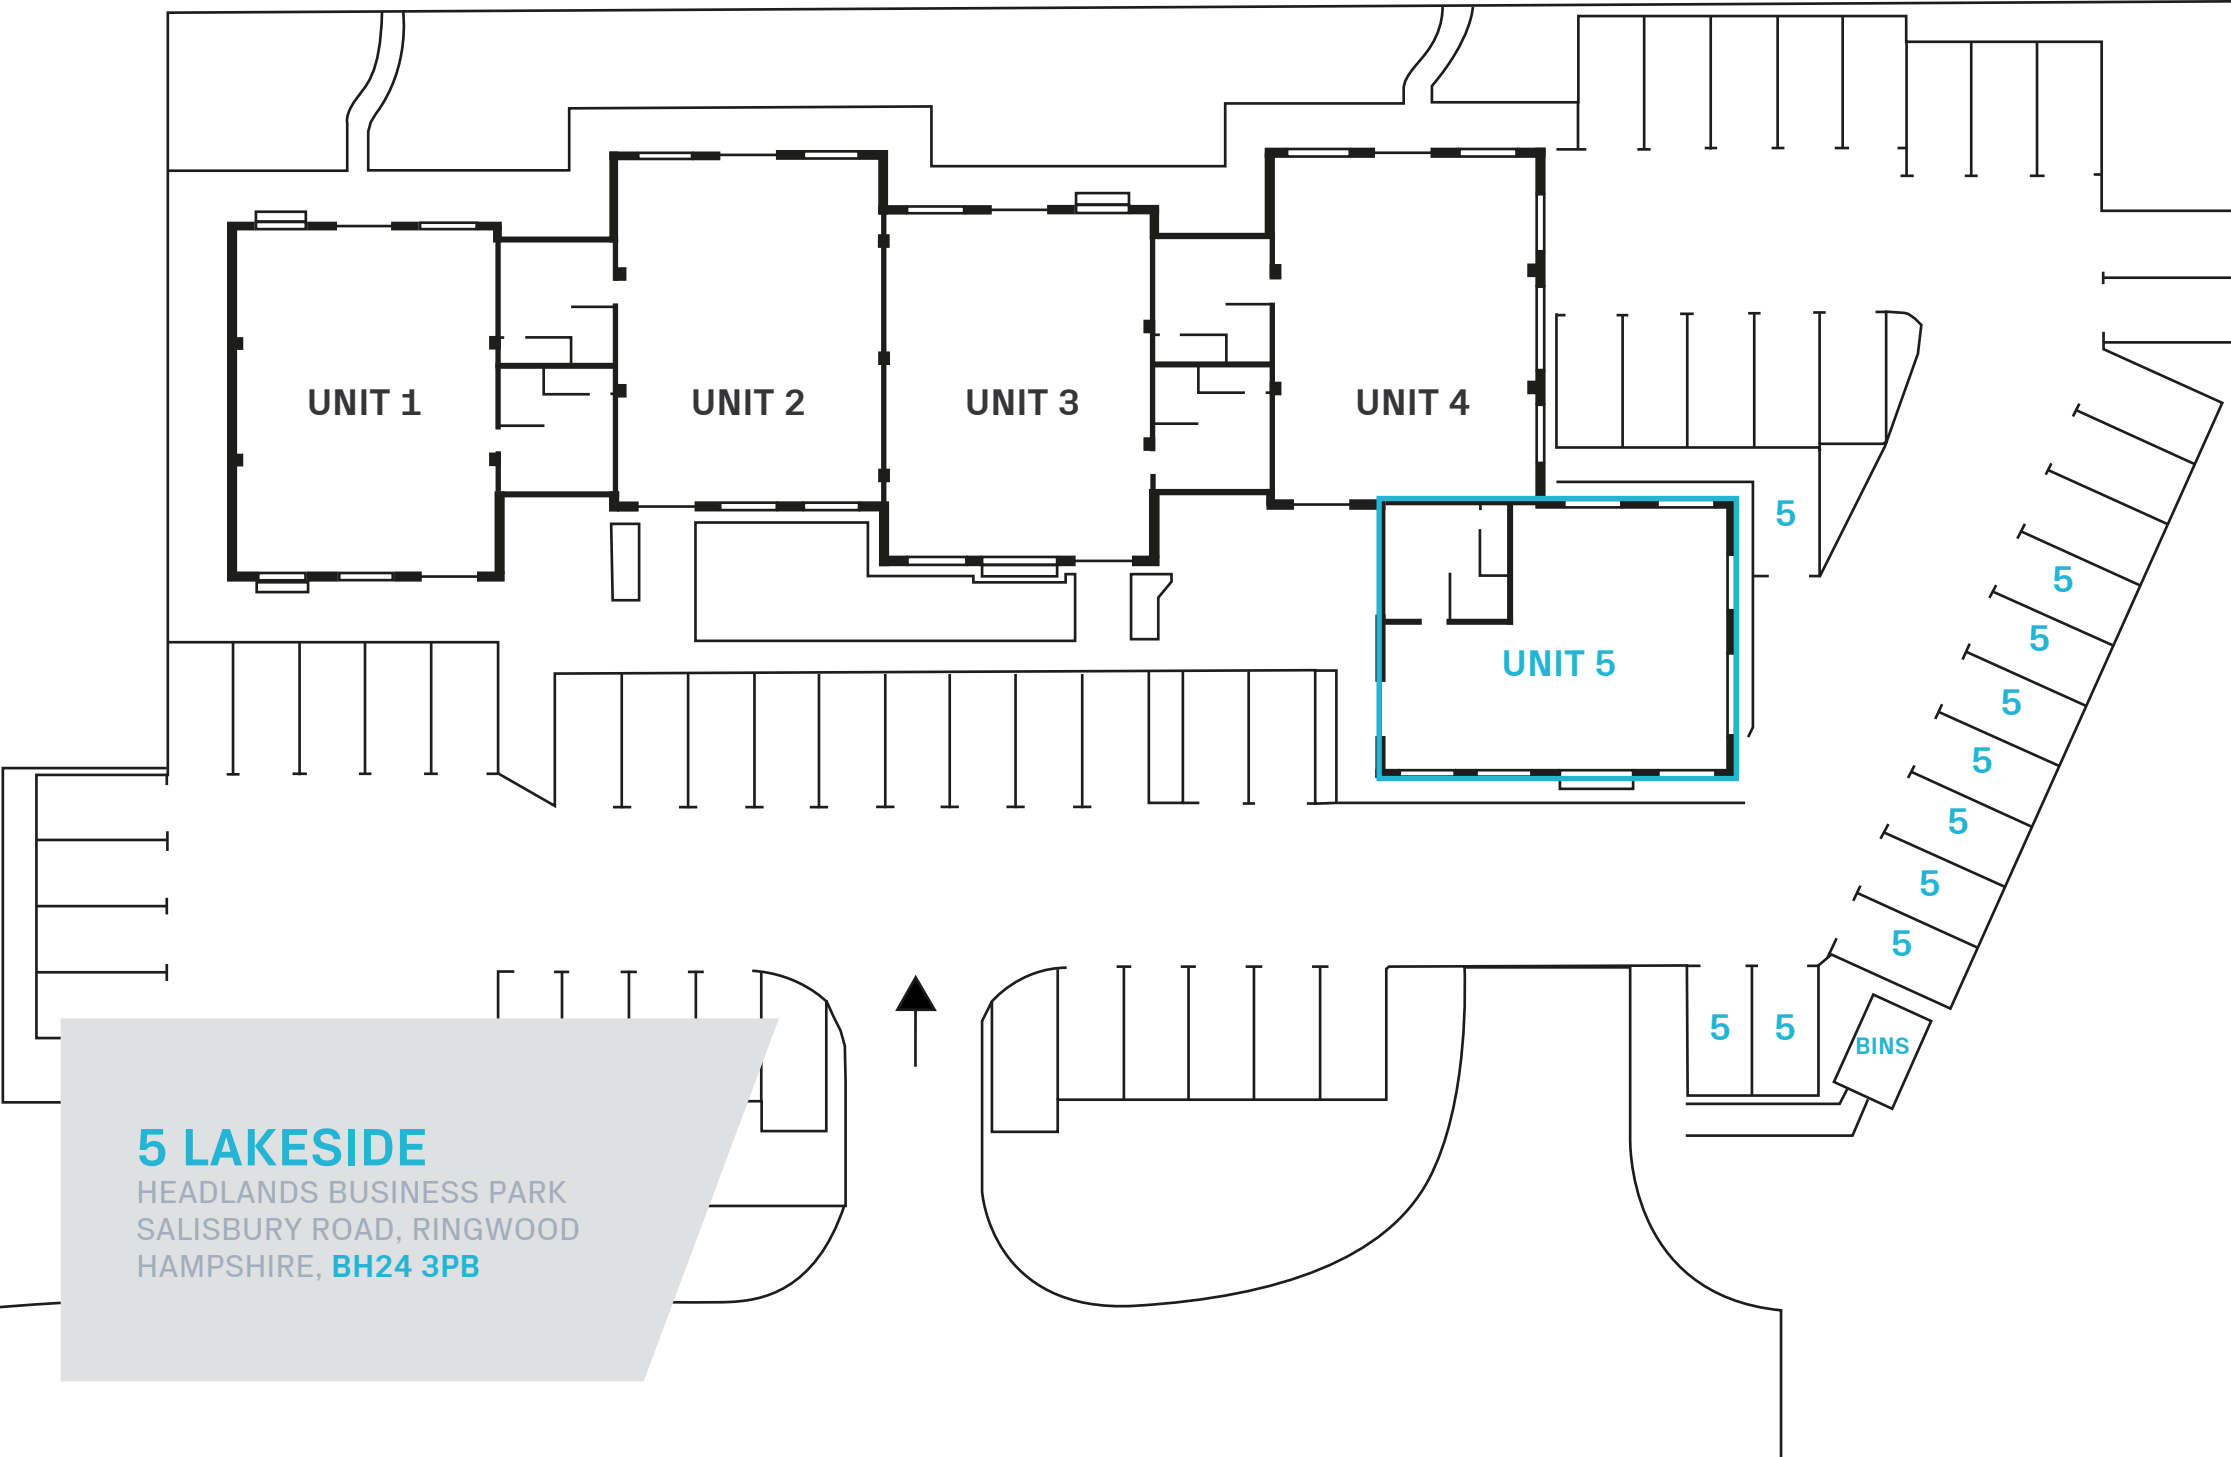 UNIT 1
UNIT 2
UNIT 3
UNIT 4
5
5
5
UNIT 5
5
5
5
5
5
5
5
BINS
5 LAKESIDE
HEADLANDS BUSINESS PARK
SALISBURY ROAD, RINGWOOD
HAMPSHIRE, BH24 3PB